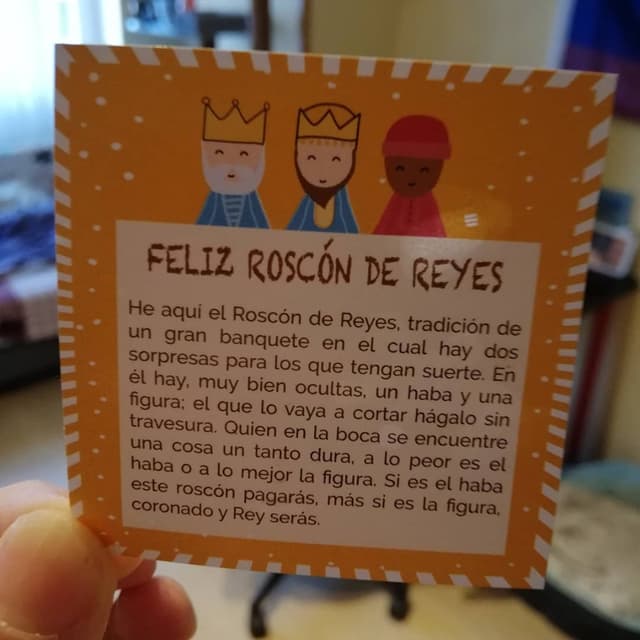 FELIZ ROSCÓN DE REYES
He aquí el Roscón de Reyes, tradición de
un gran banquete en el cual hay dos
sorpresas para los que tengan suerte. En
él hay, muy bien ocultas, un haba y una
figura; el que lo vaya a cortar hágalo sin
travesura. Quien en la boca se encuentre
una cosa un tanto dura, a lo peor es el
haba o a lo mejor la figura. Si es el haba
este roscón pagarás, más si es la figura,
coronado y Rey serás.